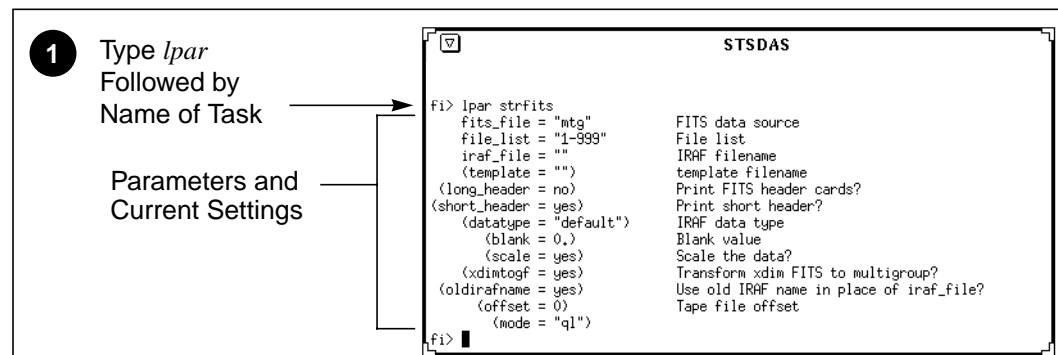 1
Type lpar
Followed by
Name of Task
Parameters and
Current Settings
STSDAS
fi> lpar strfits
fits_file = "mtg" FITS data source
file_list = "1-999" File list
iraf_file = "" IRAF filename
(template = "") template filename
(long_header = no) Print FITS header cards?
(short_header = yes) Print short header?
(datatype = "default") IRAF data type
(blank = 0.) Blank value
(scale = yes) Scale the data?
(xdimtogf = yes) Transform xdim FITS to multigroup?
(oldirafname = yes) Use old IRAF name in place of iraf_file?
(offset = 0) Tape file offset
(mode = "ql")
fi>